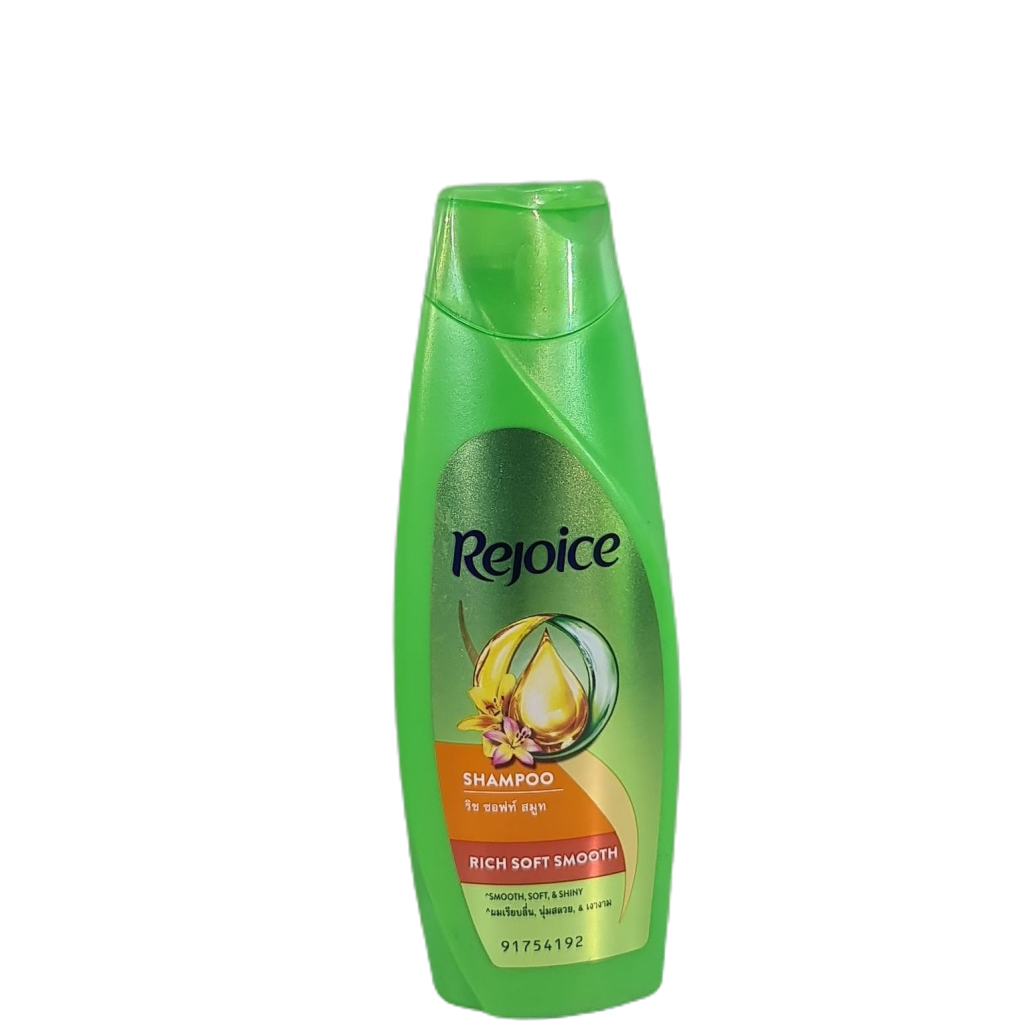 Rejoice
SHAMPOO
ริช ซอฟท์ สมูท
RICH SOFT SMOOTH
^SMOOTH, SOFT, & SHINY
^ผมเรียบลื่น, นุ่มสลวย, & เงางาม
91754192